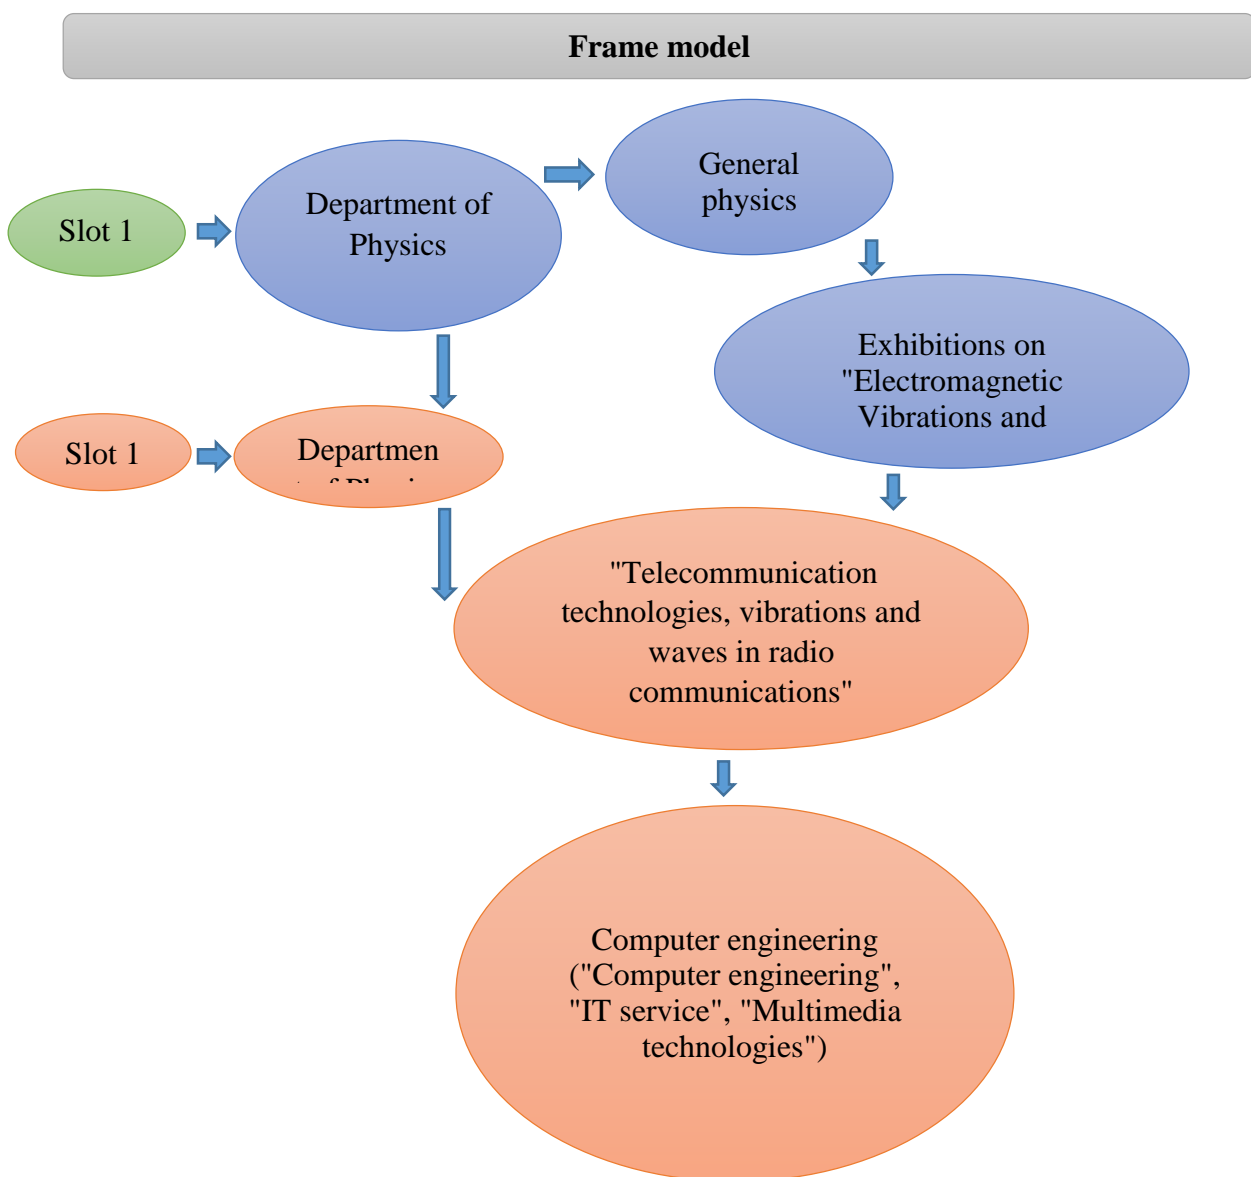 Frame model
General
physics
Department of
Physics
Slot 1
Exhibitions on
"Electromagnetic
Vibrations and
Slot 1
Departmen
"Telecommunication
technologies, vibrations and
waves in radio
communications"
Computer engineering
("Computer engineering",
"IT service", "Multimedia
technologies")